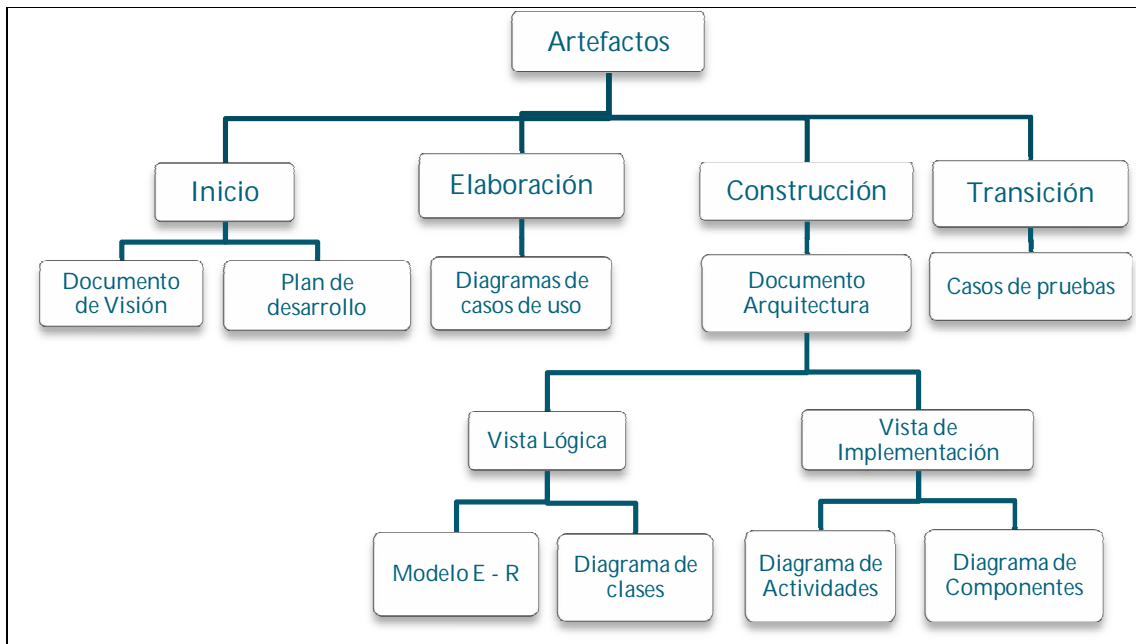 Artefactos
Inicio
Elaboración
Construcción
Transición
Documento
de Visión
Plan de
desarrollo
Diagramas de
casos de uso
Documento
Arquitectura
Casos de pruebas
Vista Lógica
Vista de
Implementación
Modelo E - R
Diagrama de
clases
Diagrama de
Actividades
Diagrama de
Componentes